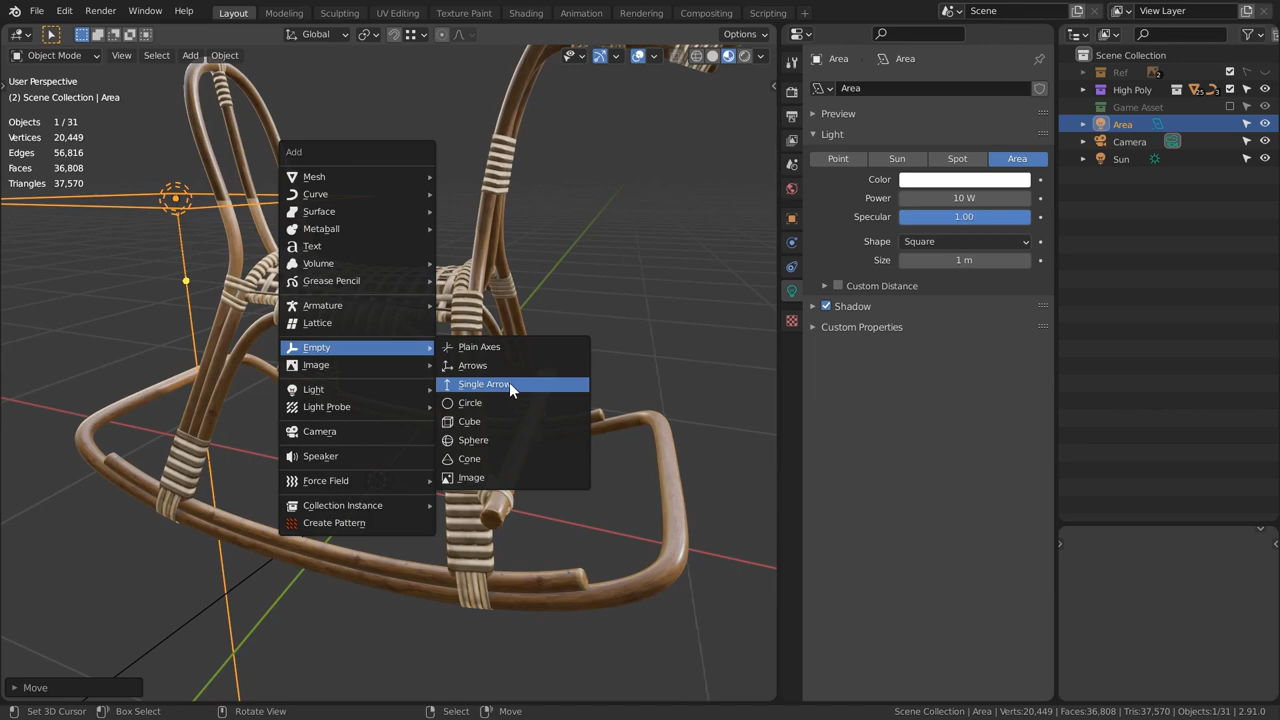 File Edit Render Window Help
Layout Modeling Sculpting UV Editing Texture Paint Shading Animation Rendering Compositing Scripting +
Scene
View Layer
Global
Options
Object Mode View Select Add Object
User Perspective
(2) Scene Collection | Area
Objects 1 / 31
Vertices 20,449
Edges 56,816
Faces 36,808
Triangles 37,570
Add
Mesh
Curve
Surface
Metaball
Text
Volume
Grease Pencil
Armature
Lattice
Empty
Image
Light
Light Probe
Camera
Speaker
Force Field
Collection Instance
Create Pattern
Plain Axes
Arrows
Single Arrow
Circle
Cube
Sphere
Cone
Image
Move
Area Area
Area
Preview
Light
Point Sun Spot Area
Color
Power 10 W
Specular 1.00
Shape Square
Size 1 m
Custom Distance
Shadow
Custom Properties
Scene Collection
Ref 2
High Poly 25 3
Game Asset
Area
Camera
Sun
Set 3D Cursor Box Select Rotate View Select Move
Scene Collection | Area | Verts:20,449 | Faces:36,808 | Tris:37,570 | Objects:1/31 | 2.91.0